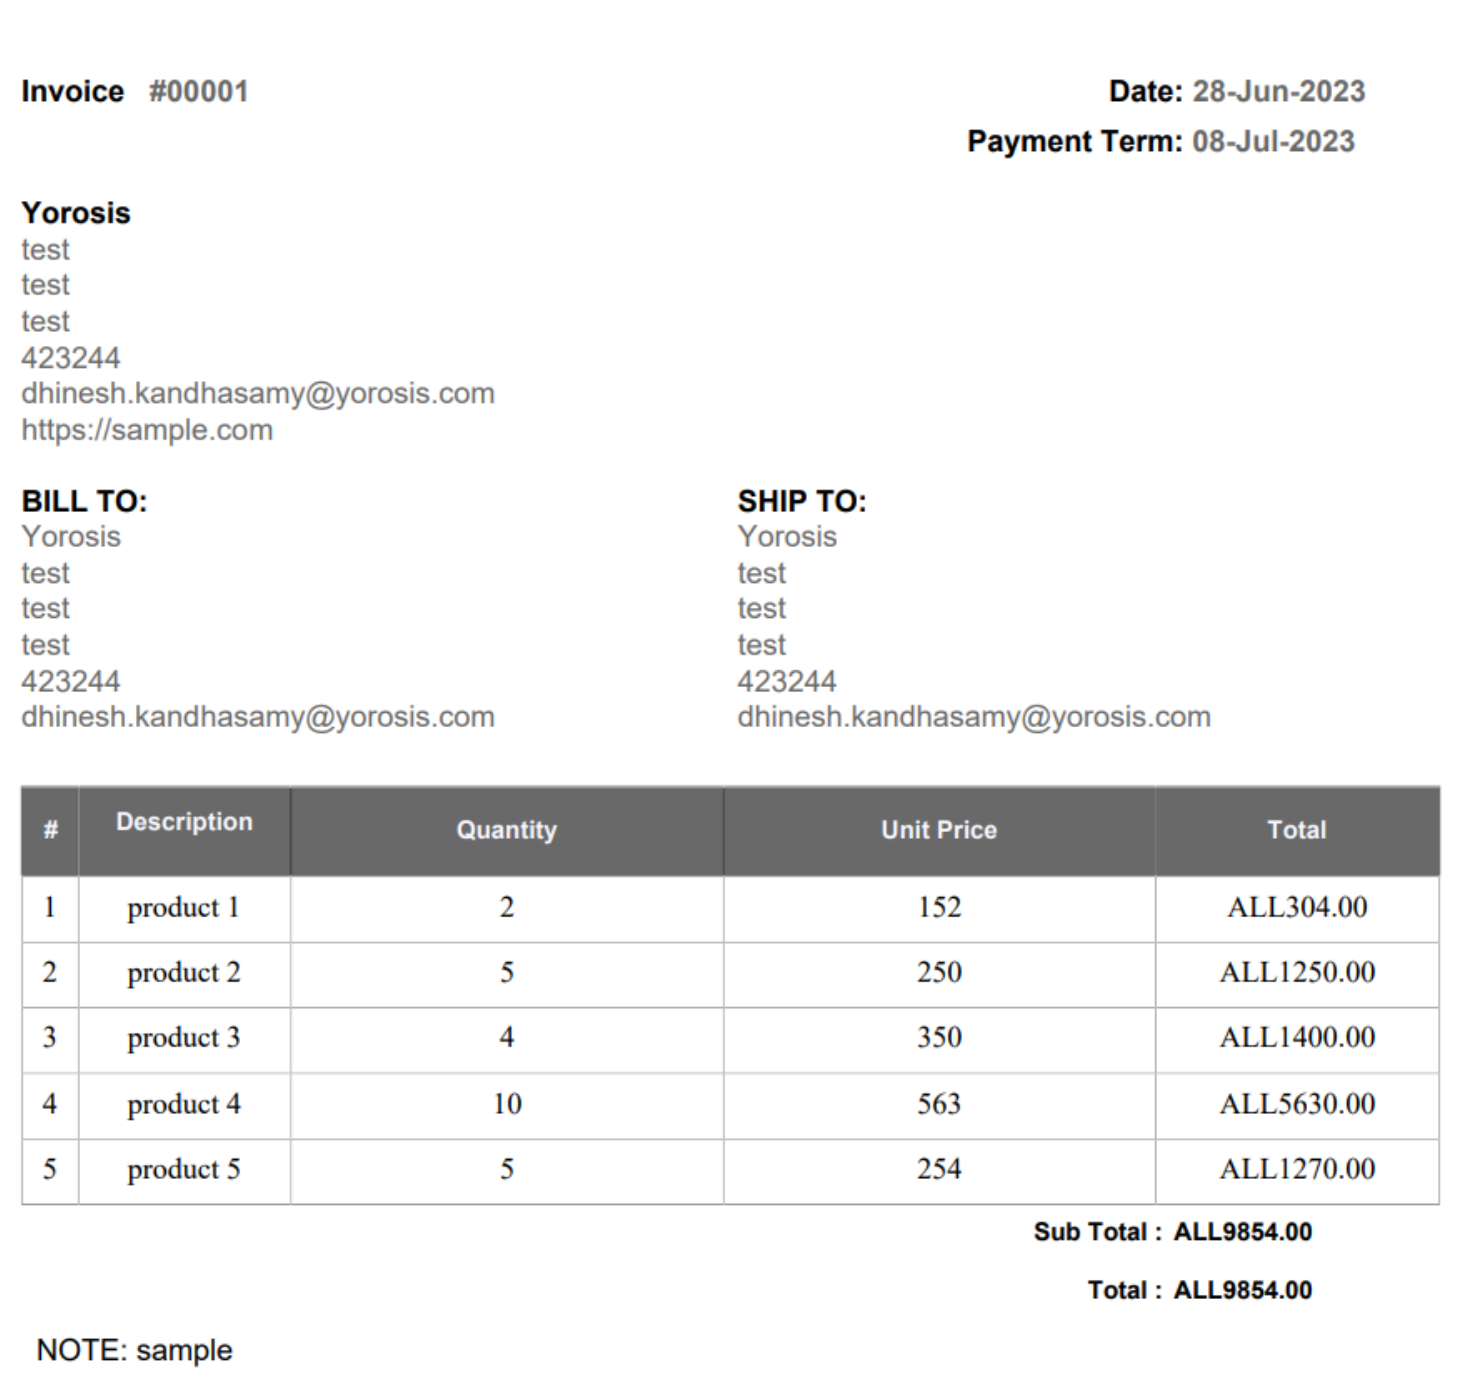 Invoice #00001
Date: 28-Jun-2023
Payment Term: 08-Jul-2023
Yorosis
test
test
test
423244
dhinesh.kandhasamy@yorosis.com
https://sample.com
BILL TO:
Yorosis
test
test
test
423244
dhinesh.kandhasamy@yorosis.com
SHIP TO:
Yorosis
test
test
test
423244
dhinesh.kandhasamy@yorosis.com
# Description Quantity Unit Price Total
1 product 1 2 152 ALL304.00
2 product 2 5 250 ALL1250.00
3 product 3 4 350 ALL1400.00
4 product 4 10 563 ALL5630.00
5 product 5 5 254 ALL1270.00
Sub Total : ALL9854.00
Total : ALL9854.00
NOTE: sample